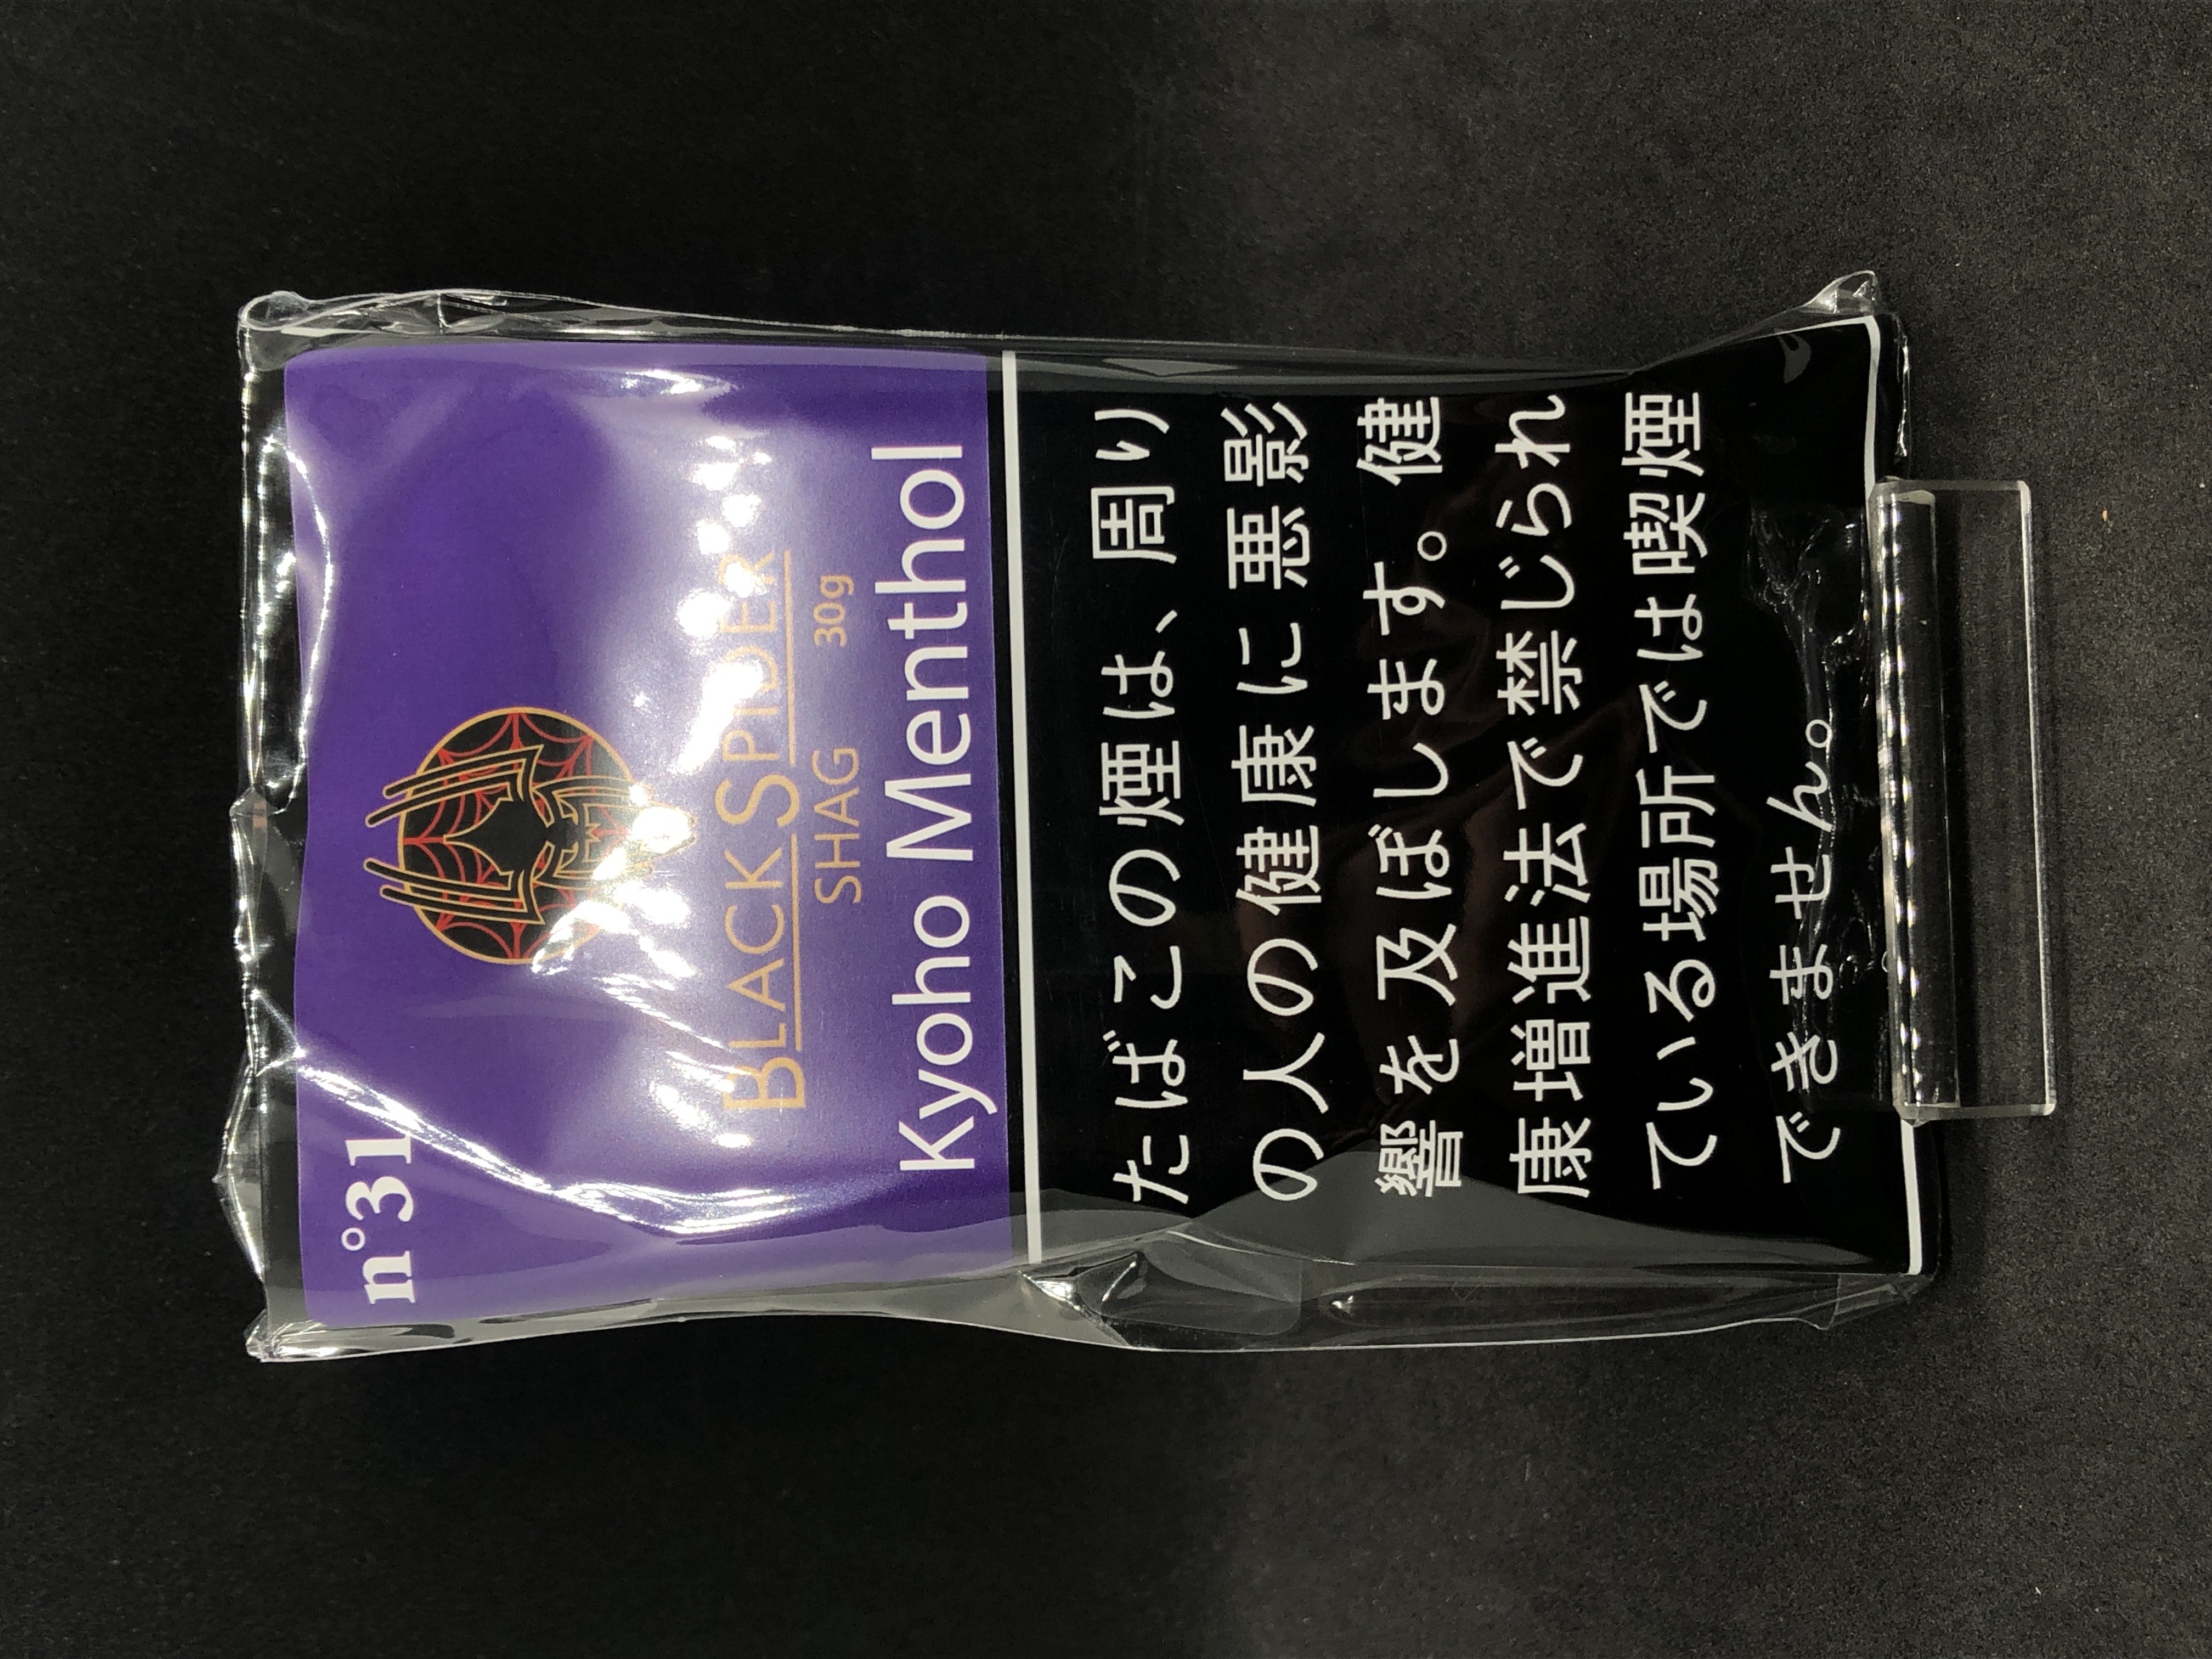 n°31
BLACK SPIDER
SHAG 30g
Kyoho Menthol
たばこの煙は、周り
の人の健康に悪影
響を及ぼします。健
康増進法で禁じられ
ている場所では喫煙
できません。